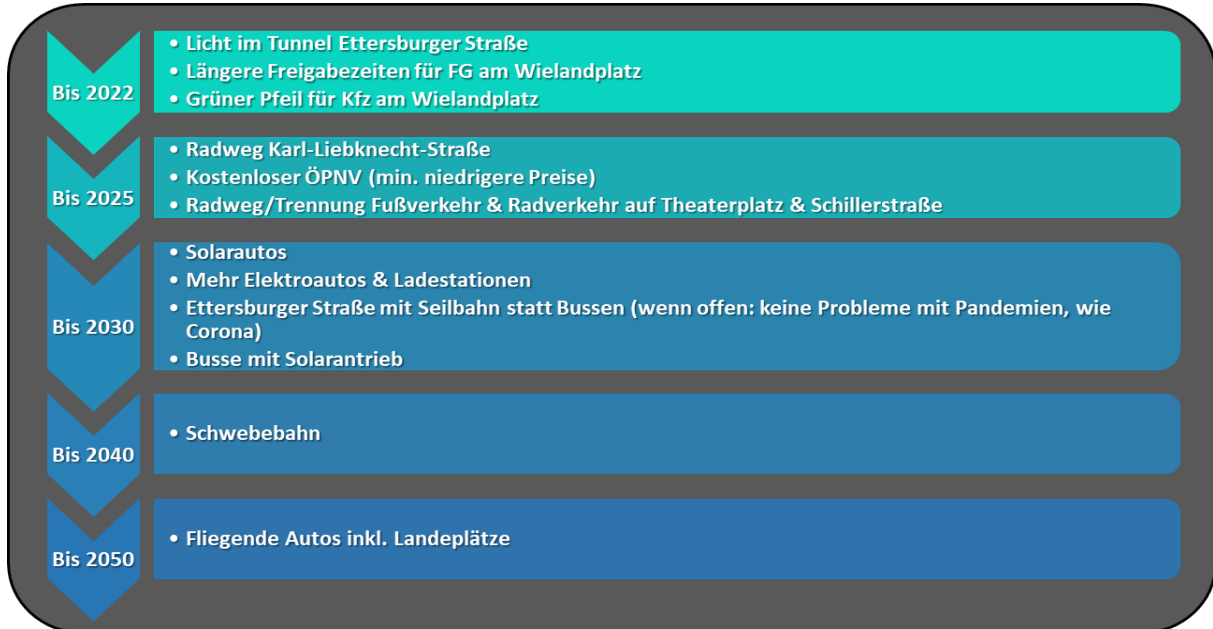 Bis 2022
• Licht im Tunnel Ettersburger Straße
• Längere Freigabezeiten für FG am Wielandplatz
• Grüner Pfeil für Kfz am Wielandplatz
Bis 2025
• Radweg Karl-Liebknecht-Straße
• Kostenloser ÖPNV (min. niedrigere Preise)
• Radweg/Trennung Fußverkehr & Radverkehr auf Theaterplatz & Schillerstraße
Bis 2030
• Solarautos
• Mehr Elektroautos & Ladestationen
• Ettersburger Straße mit Seilbahn statt Bussen (wenn offen: keine Probleme mit Pandemien, wie
Corona)
• Busse mit Solarantrieb
Bis 2040
• Schwebebahn
Bis 2050
• Fliegende Autos inkl. Landeplätze